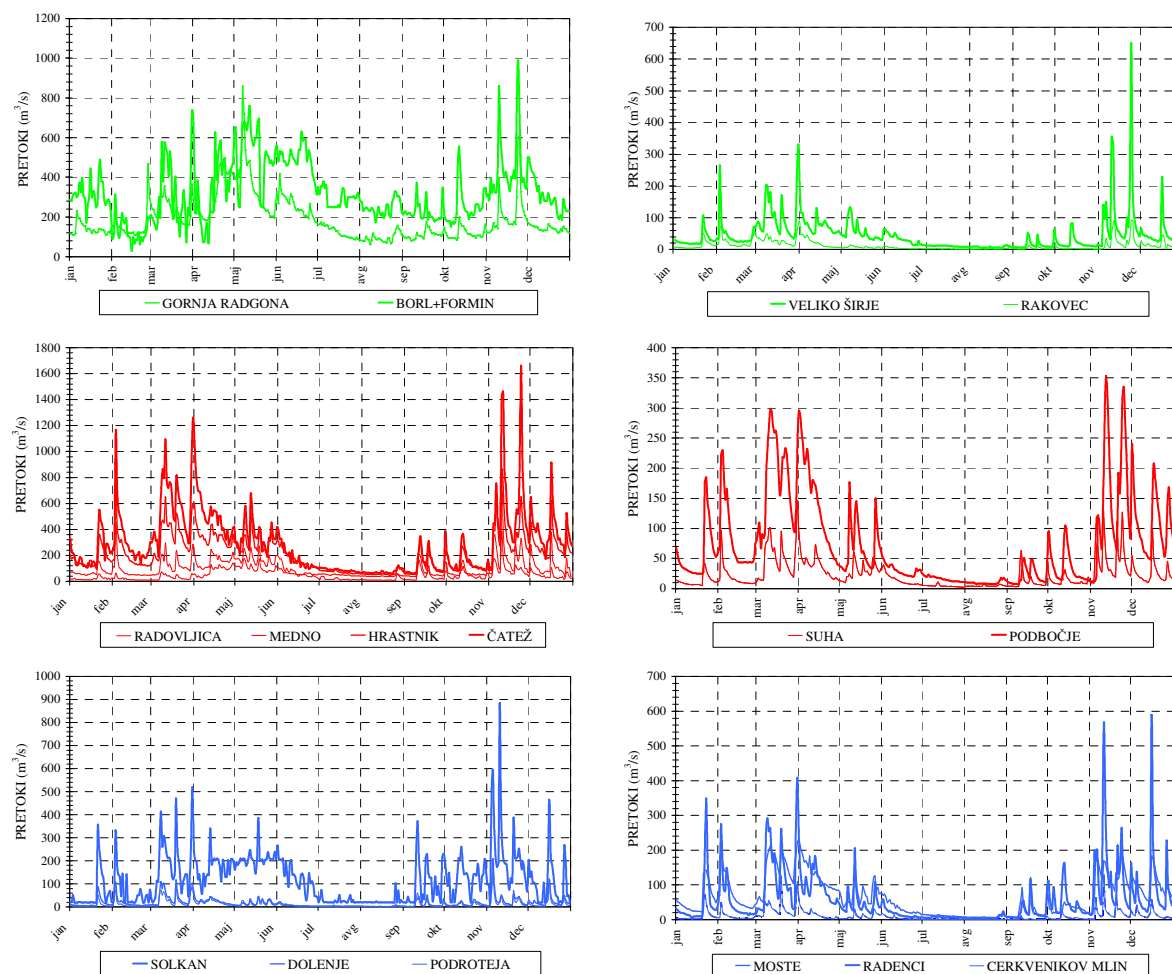 PRETOKI (m³/s)
1200
1000
800
600
400
200
0
jan feb mar apr maj jun jul avg sep okt nov dec
GORNJA RADGONA BORL+FORMIN
PRETOKI (m³/s)
700
600
500
400
300
200
100
0
jan feb mar apr maj jun jul avg sep okt nov dec
VELIKO ŠIRJE RAKOVEC
PRETOKI (m³/s)
1800
1600
1400
1200
1000
800
600
400
200
0
jan feb mar apr maj jun jul avg sep okt nov dec
RADOVLJICA MEDNO HRASTNIK ČATEŽ
PRETOKI (m³/s)
400
350
300
250
200
150
100
50
0
jan feb mar apr maj jun jul avg sep okt nov dec
SUHA PODBOČJE
PRETOKI (m³/s)
1000
900
800
700
600
500
400
300
200
100
0
jan feb mar apr maj jun jul avg sep okt nov dec
SOLKAN DOLENJE PODROTEJA
PRETOKI (m³/s)
700
600
500
400
300
200
100
0
jan feb mar apr maj jun jul avg sep okt nov dec
MOSTE RADENCI CERKVENIKOV MLIN